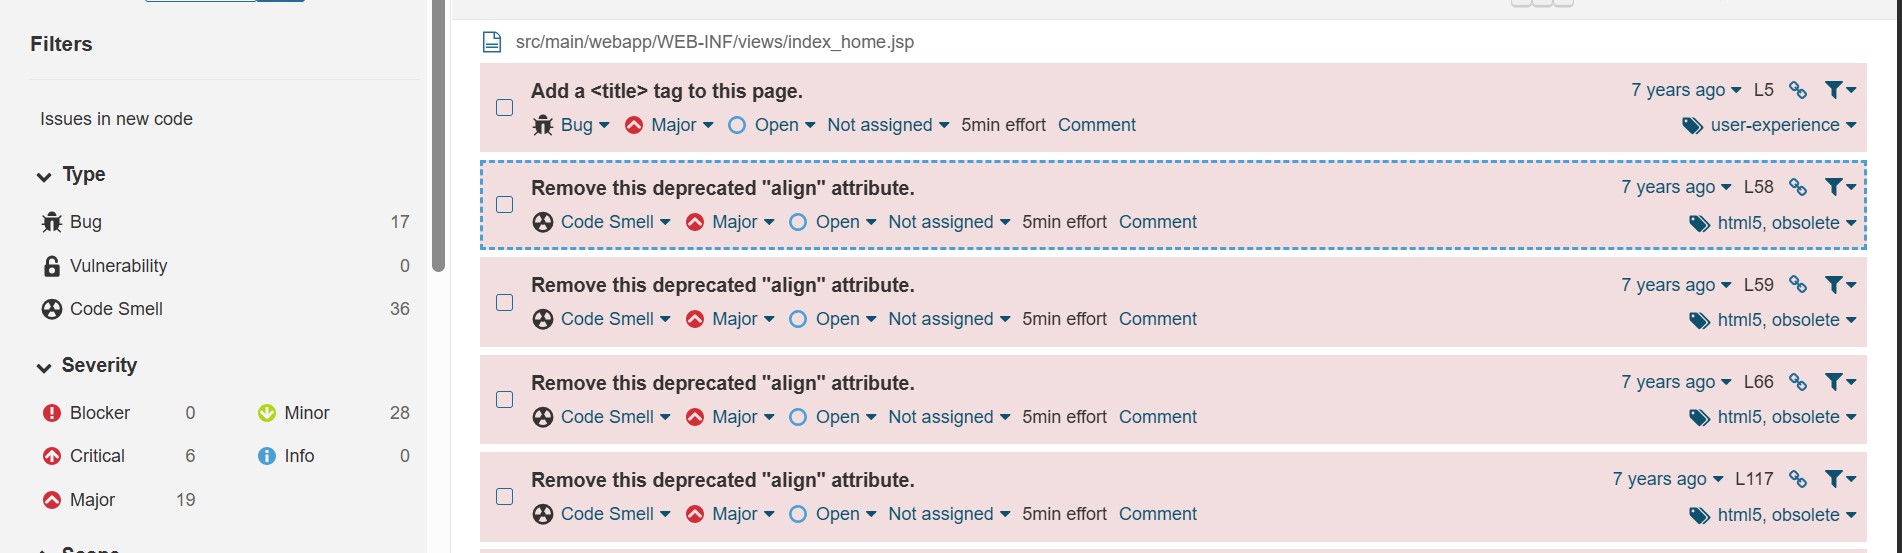 Filters
Issues in new code
Type
Bug 17
Vulnerability 0
Code Smell 36
Severity
Blocker 0 Minor 28
Critical 6 Info 0
Major 19
src/main/webapp/WEB-INF/views/index_home.jsp
Add a <title> tag to this page. 7 years ago L5
Bug Major Open Not assigned 5min effort Comment user-experience
Remove this deprecated "align" attribute. 7 years ago L58
Code Smell Major Open Not assigned 5min effort Comment html5, obsolete
Remove this deprecated "align" attribute. 7 years ago L59
Code Smell Major Open Not assigned 5min effort Comment html5, obsolete
Remove this deprecated "align" attribute. 7 years ago L66
Code Smell Major Open Not assigned 5min effort Comment html5, obsolete
Remove this deprecated "align" attribute. 7 years ago L117
Code Smell Major Open Not assigned 5min effort Comment html5, obsolete